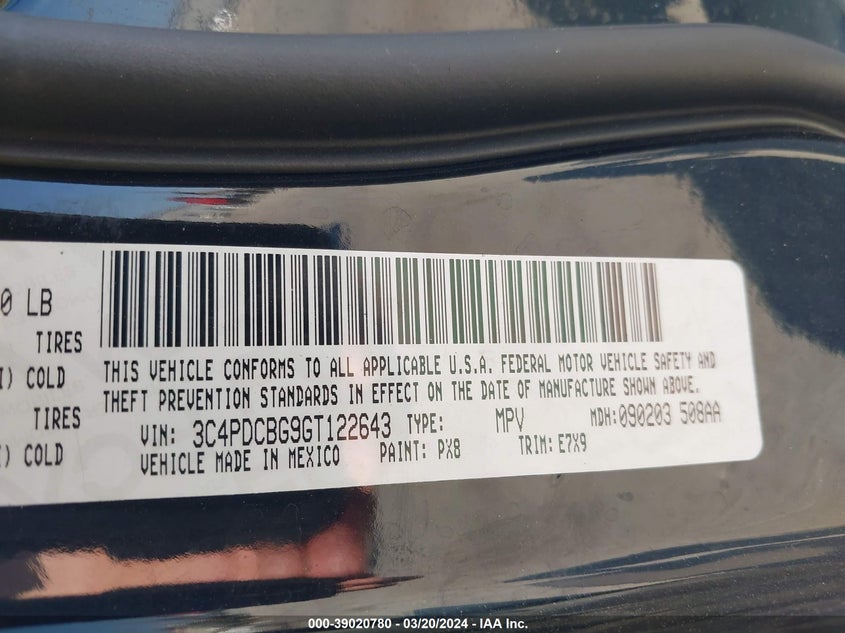 0 LB
TIRES
I) COLD
TIRES
I) COLD
THIS VEHICLE CONFORMS TO ALL APPLICABLE U.S.A. FEDERAL MOTOR VEHICLE SAFETY AND
THEFT PREVENTION STANDARDS IN EFFECT ON THE DATE OF MANUFACTURE SHOWN ABOVE.
VIN: 3C4PDCBG9GT122643 TYPE: MPV MDH:090203 508AA
VEHICLE MADE IN MEXICO PAINT: PX8 TRIM: E7X9
000-39020780 - 03/20/2024 - IAA Inc.